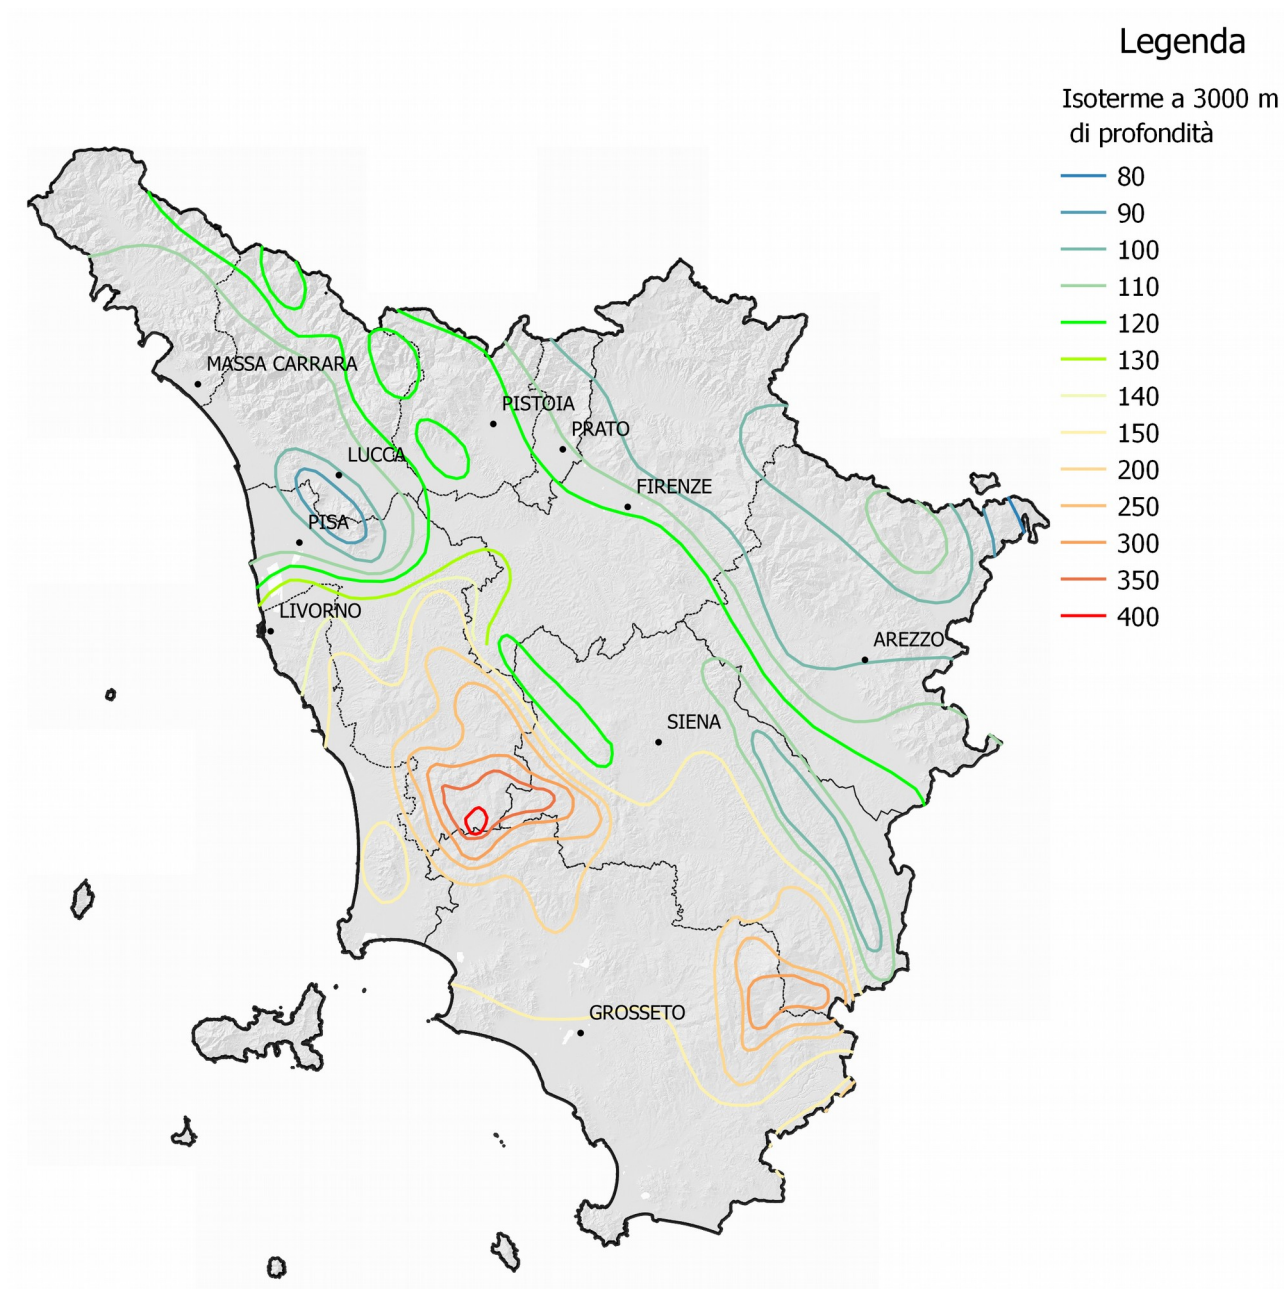 Legenda
Isoterme a 3000 m
di profondità
80
90
100
110
120
130
140
150
200
250
300
350
400
MASSA CARRARA
PISTOIA
PRATO
LUCCA
FIRENZE
PISA
LIVORNO
AREZZO
SIENA
GROSSETO